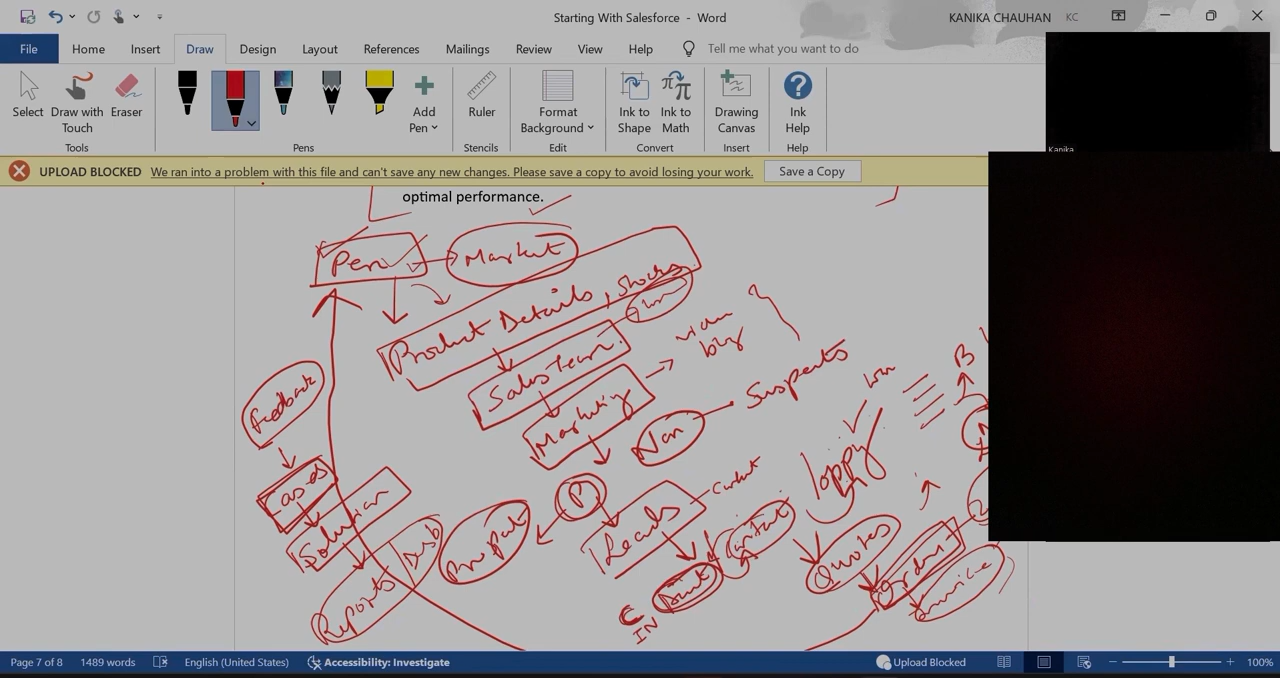 Starting With Salesforce - Word
KANIKA CHAUHAN KC
File Home Insert Draw Design Layout References Mailings Review View Help Tell me what you want to do
Select Draw with Touch Eraser Add Pen Ruler Format Background Ink to Shape Ink to Math Drawing Canvas Ink Help
Tools Pens Stencils Edit Convert Insert Help
Kanika
UPLOAD BLOCKED We ran into a problem with this file and can't save any new changes. Please save a copy to avoid losing your work. Save a Copy
optimal performance.
Pen Market
Product Details, Stocks
Sales Team
Marketing
Non Suspects
Feedback
Cases
Solution
Reports
P
Leads
Oppy
Quotes
Order
Invoice
IN
Page 7 of 8 1489 words English (United States) Accessibility: Investigate Upload Blocked 100%